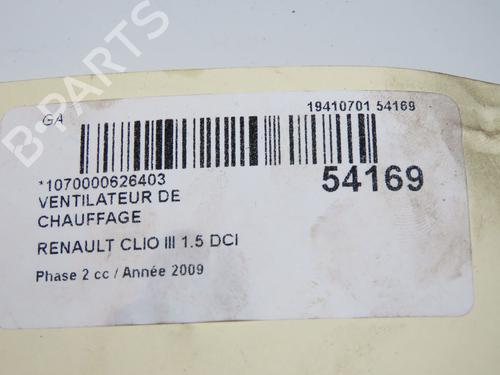 GA
19410701 54169
*1070000626403
54169
VENTILATEUR DE
CHAUFFAGE
RENAULT CLIO III 1.5 DCI
Phase 2 cc / Année 2009
B-PARTS